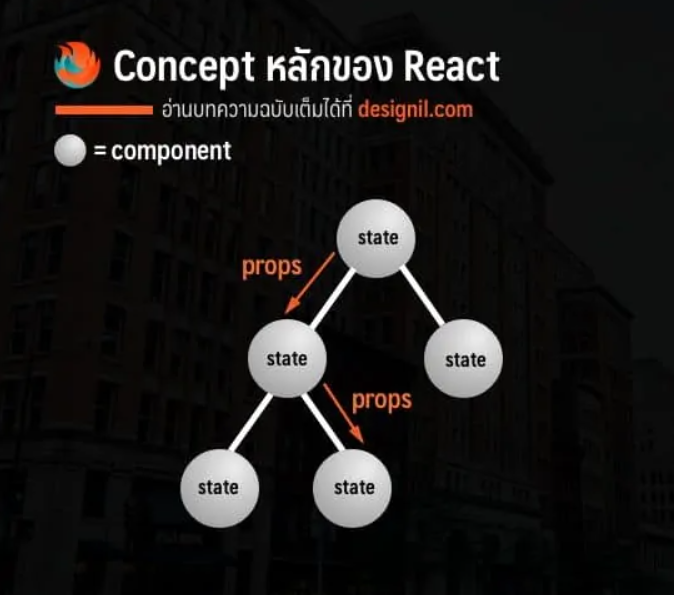 Concept หลักของ React
อ่านบทความฉบับเต็มได้ที่ designil.com
= component
state
props
state
state
props
state
state